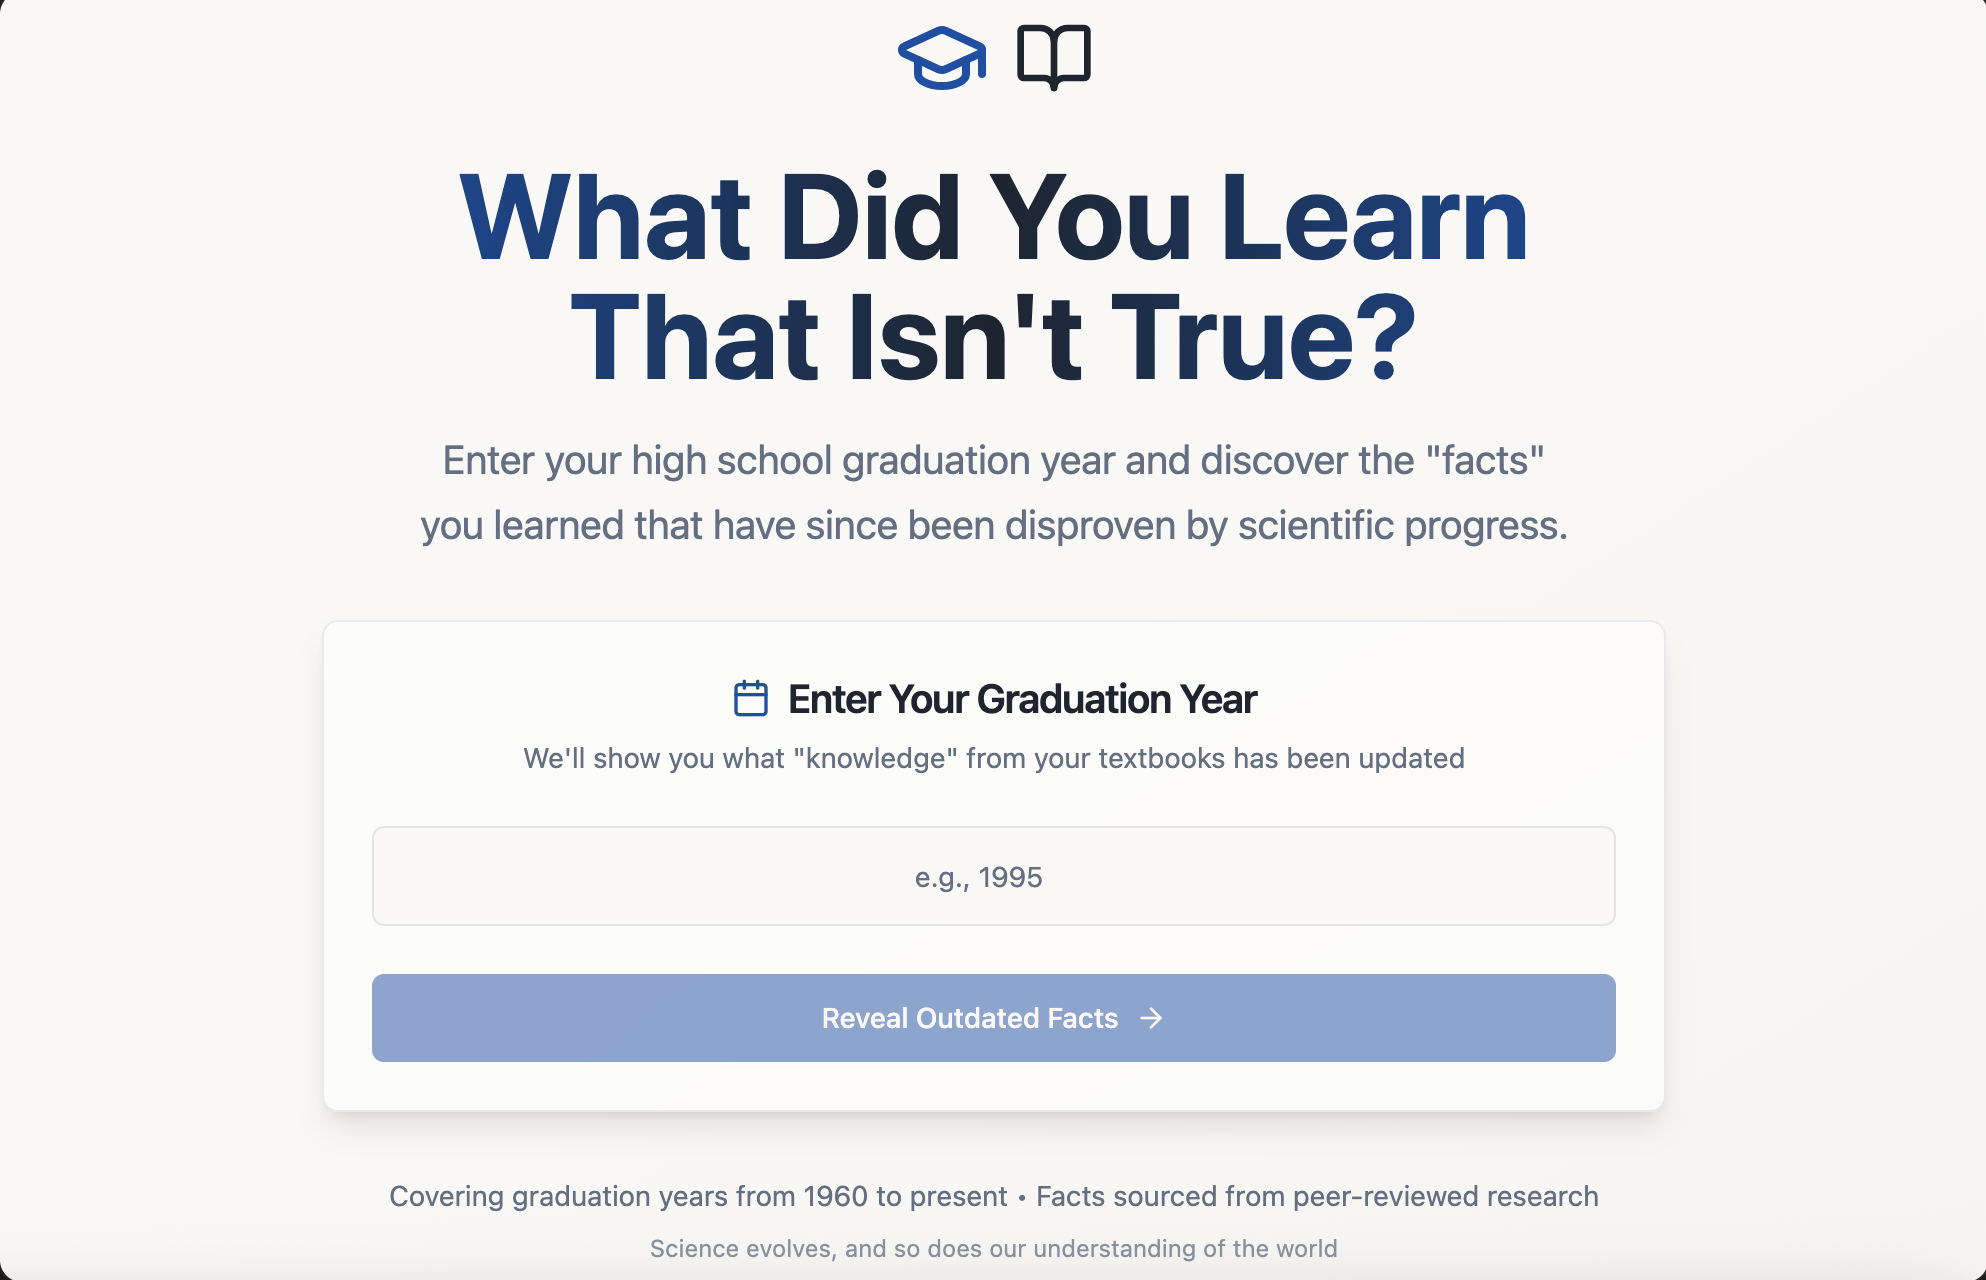 What Did You Learn
That Isn't True?
Enter your high school graduation year and discover the "facts"
you learned that have since been disproven by scientific progress.
Enter Your Graduation Year
We'll show you what "knowledge" from your textbooks has been updated
e.g., 1995
Reveal Outdated Facts →
Covering graduation years from 1960 to present • Facts sourced from peer-reviewed research
Science evolves, and so does our understanding of the world